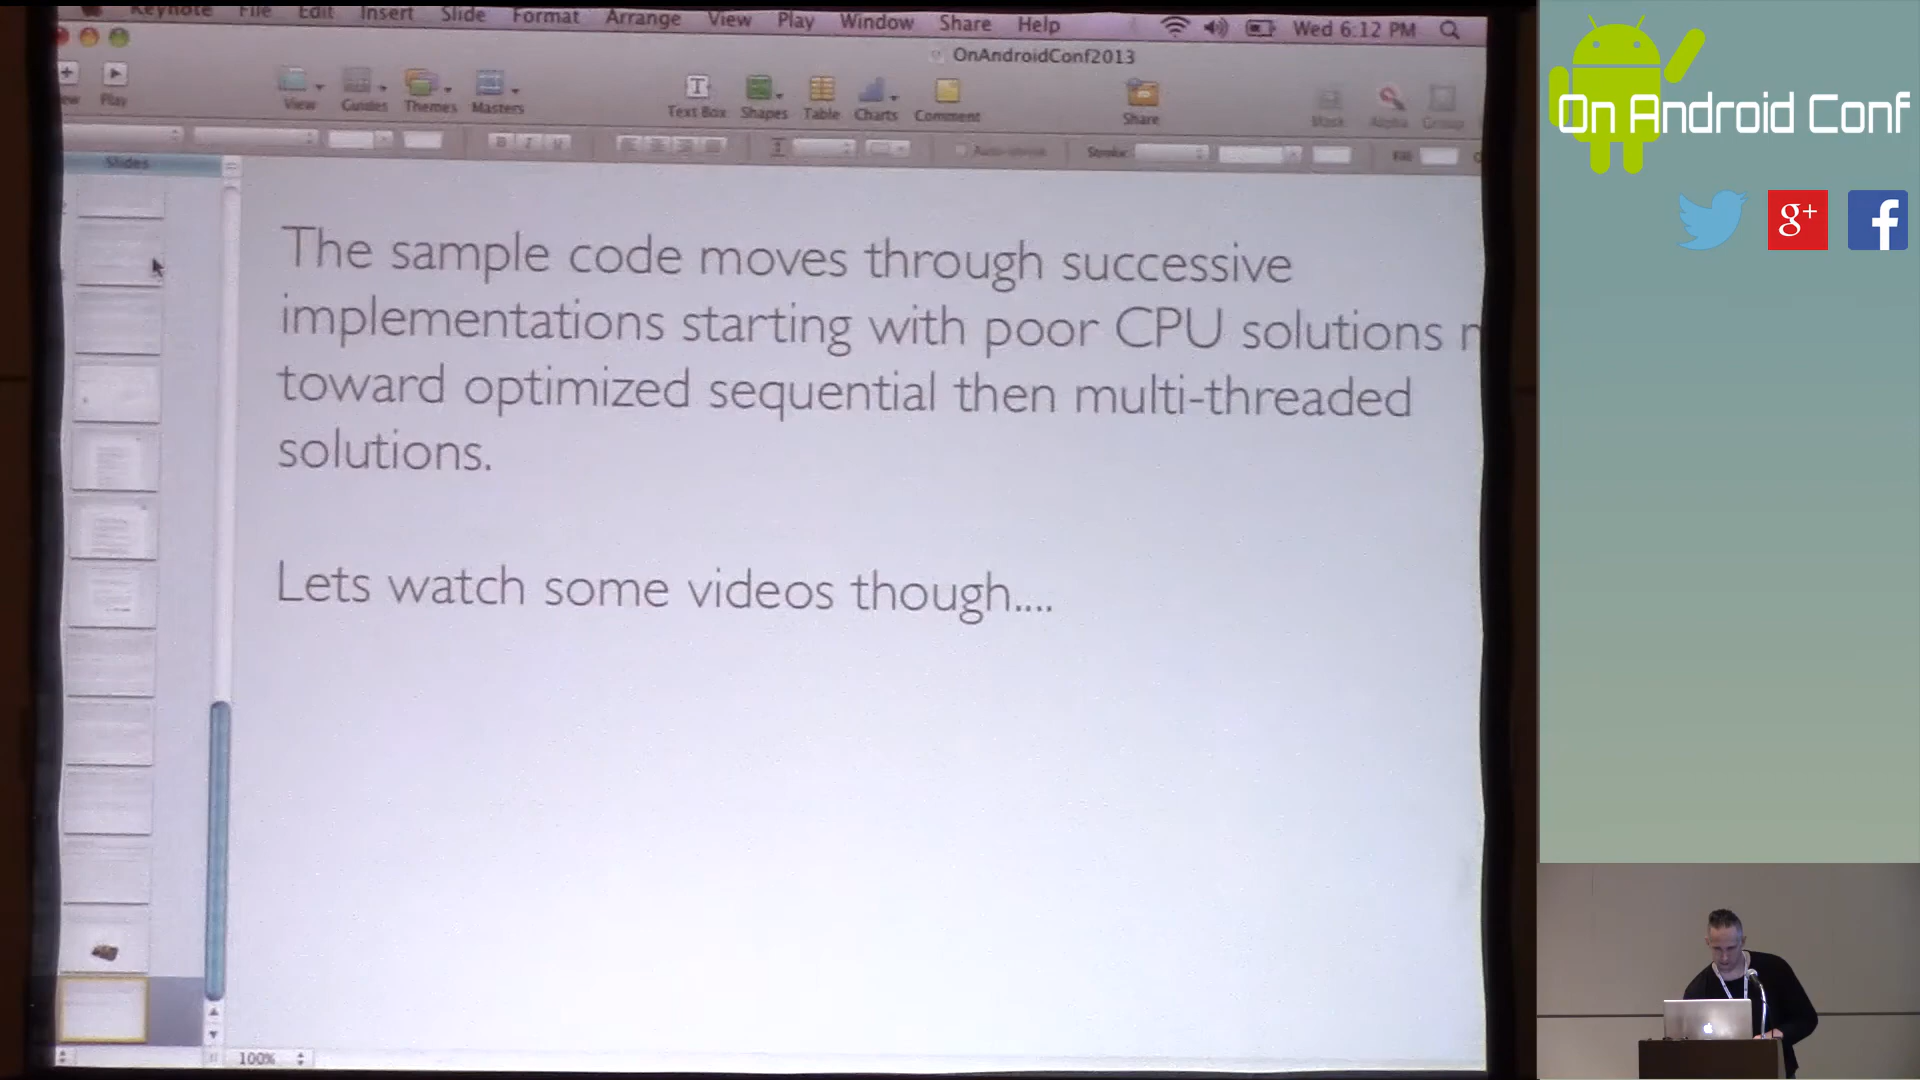 Keynote File Edit Insert Slide Format Arrange View Play Window Share Help Wed 6:12 PM
OnAndroidConf2013
Play View Guides Themes Masters Text Box Shapes Table Charts Comment Share Mask Alpha Group
Slides
The sample code moves through successive
implementations starting with poor CPU solutions
toward optimized sequential then multi-threaded
solutions.
Lets watch some videos though....
100%
On Android Conf
g+
f